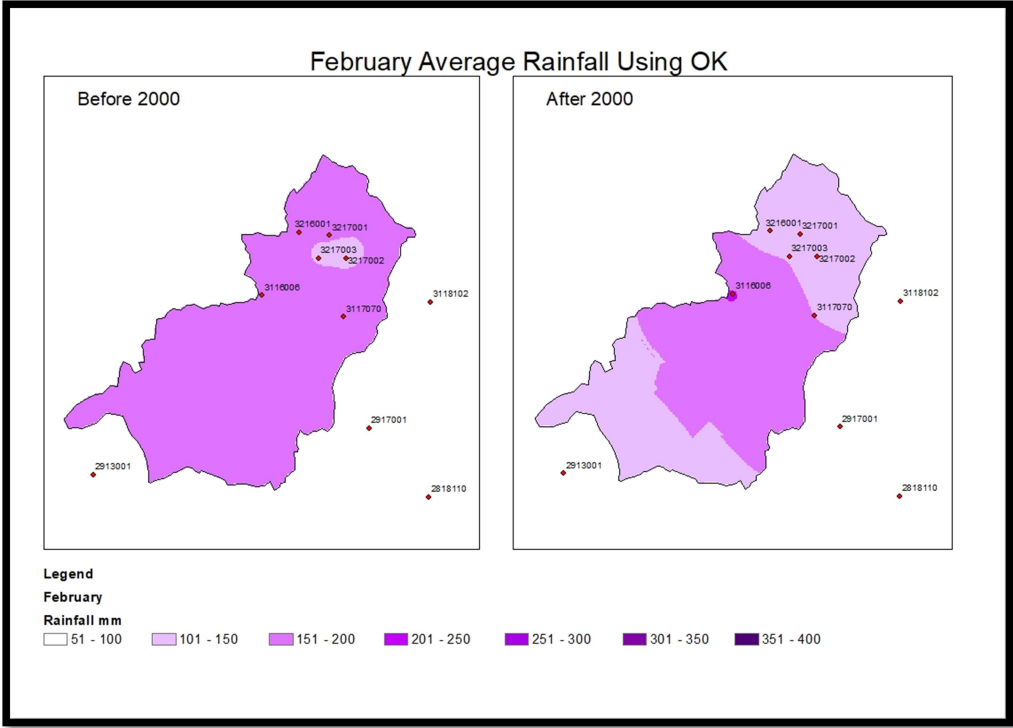 February Average Rainfall Using OK
Before 2000
3216001
3217001
3217003
3217002
3116006
3118102
3117070
2917001
2913001
2818110
After 2000
3216001
3217001
3217003
3217002
3116006
3118102
3117070
2917001
2913001
2818110
Legend
February
Rainfall mm
51 - 100 101 - 150 151 - 200 201 - 250 251 - 300 301 - 350 351 - 400